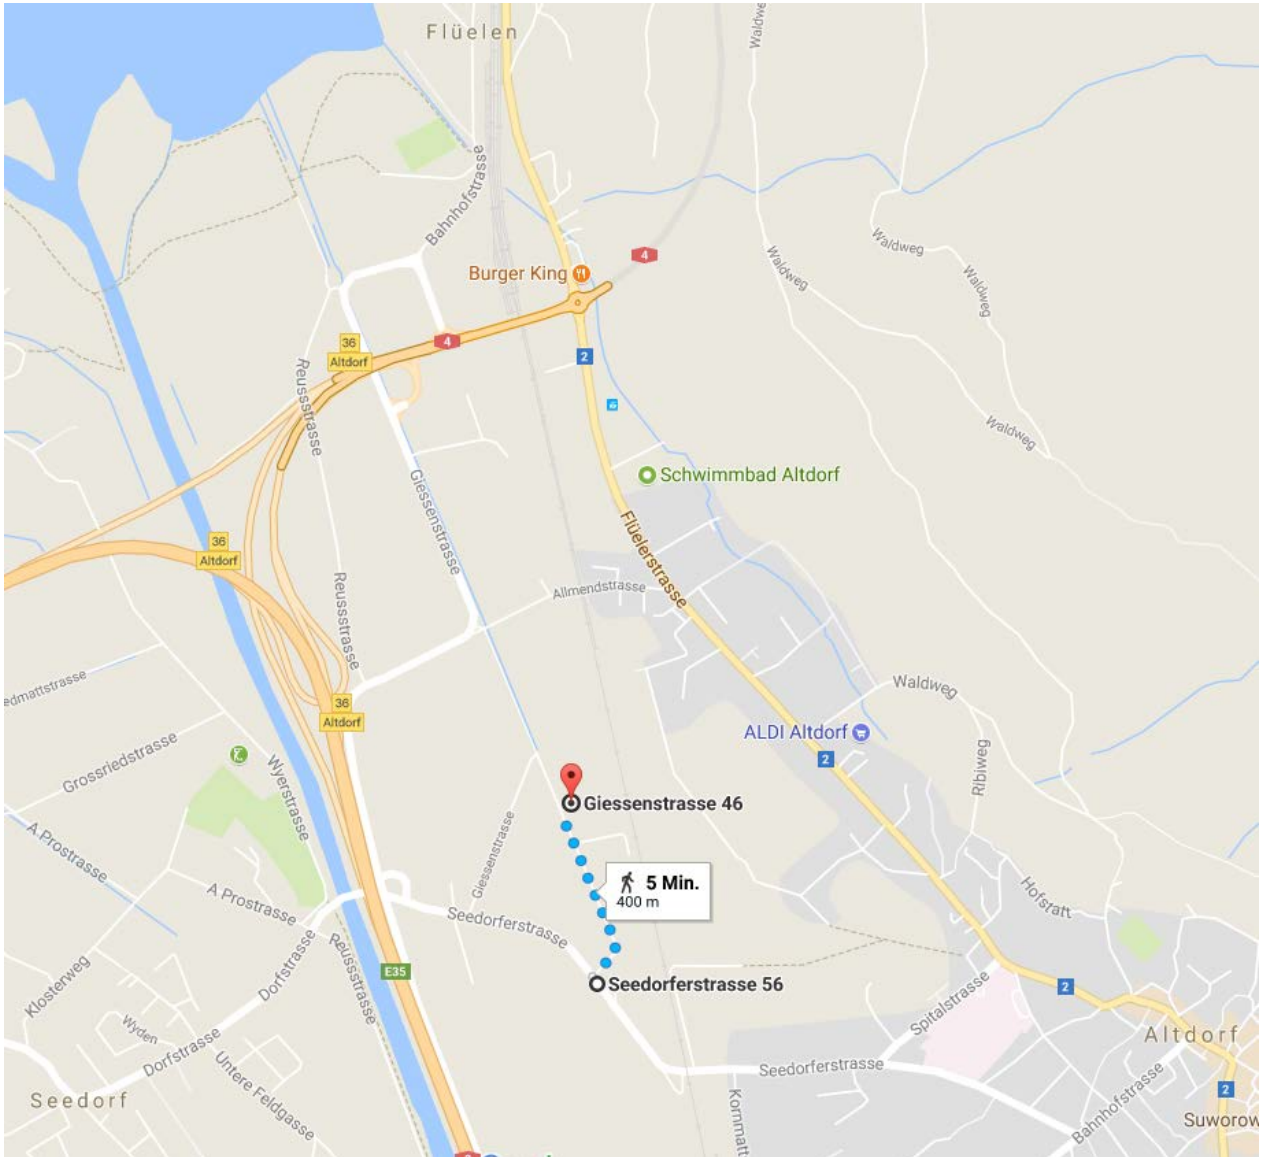 Flüelen
Waldweg
Bahnhofstrasse
Waldweg
4
Burger King
Waldweg
Waldweg
36
Altdorf
4
2
Reussstrasse
Waldweg
Schwimmbad Altdorf
Giessenstrasse
Flüelerstrasse
36
Altdorf
Allmendstrasse
Reussstrasse
edmattstrasse
Waldweg
36
Altdorf
ALDI Altdorf
2
Grossriedstrasse
Wyerstrasse
Ribiweg
Giessenstrasse 46
A Prostrasse
Giessenstrasse
5 Min.
400 m
A Prostrasse
Hofsratt
Seedorferstrasse
Reussstrasse
Dorfstrasse
E35
Klosterweg
Seedorferstrasse 56
2
Spitalstrasse
Wyden
Altdorf
Dorfstrasse
Untere Feldgasse
Seedorferstrasse
Seedorf
Kornmatt
Bahnhofstrasse
2
Suworow